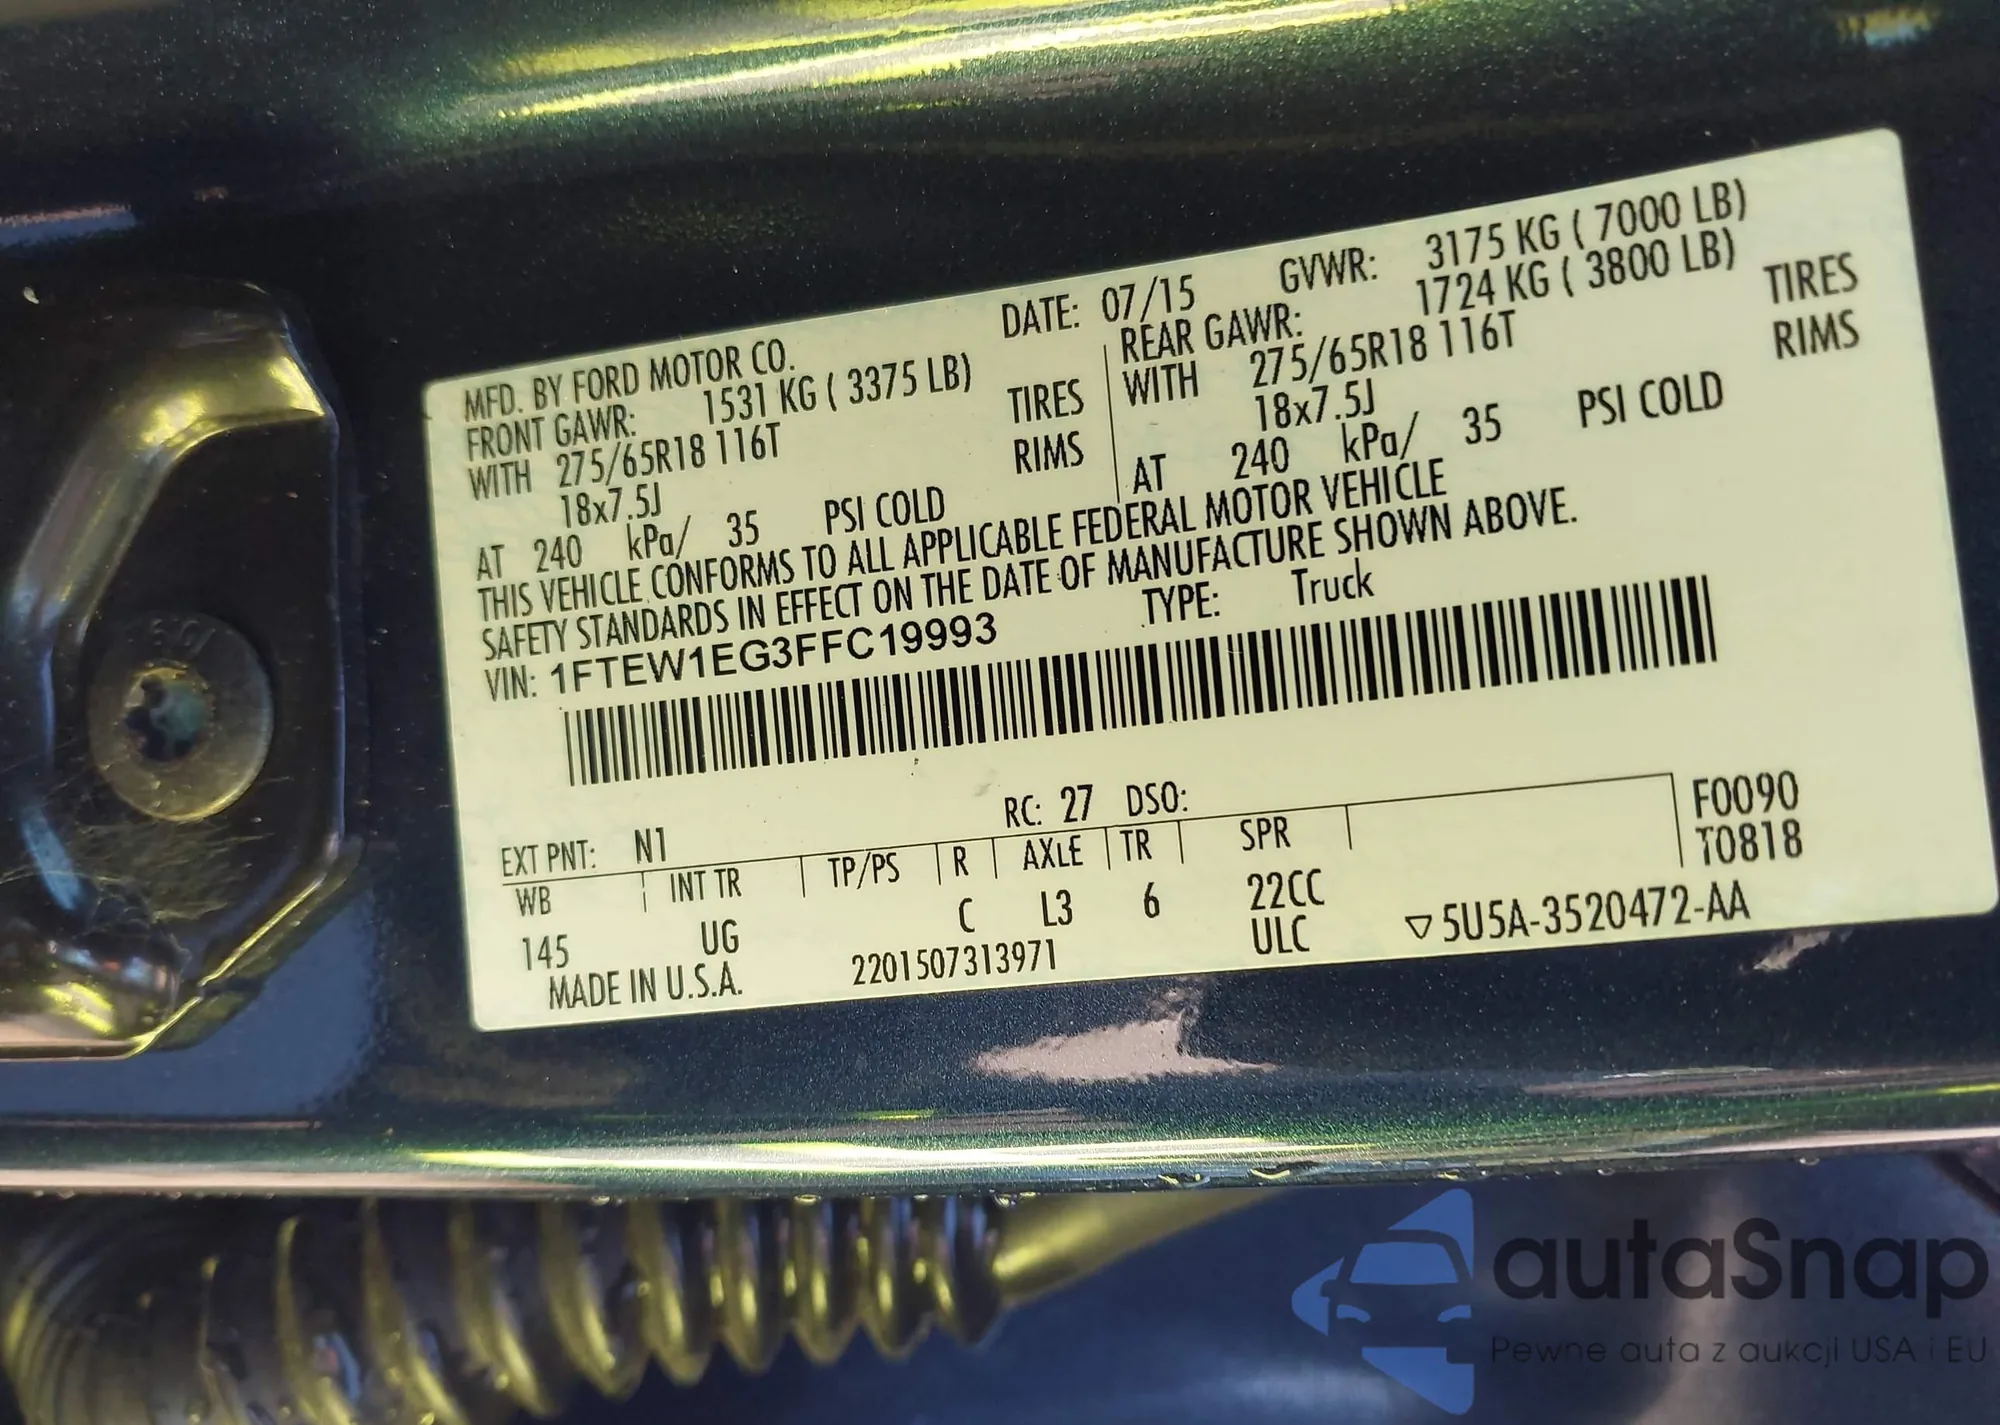 MFD. BY FORD MOTOR CO. DATE: 07/15 GVWR: 3175 KG ( 7000 LB)
FRONT GAWR: 1531 KG ( 3375 LB) REAR GAWR: 1724 KG ( 3800 LB)
WITH 275/65R18 116T TIRES WITH 275/65R18 116T TIRES
18x7.5J RIMS 18x7.5J RIMS
AT 240 kPa/ 35 PSI COLD AT 240 kPa/ 35 PSI COLD
THIS VEHICLE CONFORMS TO ALL APPLICABLE FEDERAL MOTOR VEHICLE
SAFETY STANDARDS IN EFFECT ON THE DATE OF MANUFACTURE SHOWN ABOVE.
VIN: 1FTEW1EG3FFC19993 TYPE: Truck
EXT PNT: N1 RC: 27 DSO: F0090
WB INT TR TP/PS R AXLE TR SPR T0818
145 UG C L3 6 22CC
ULC ▽5U5A-3520472-AA
MADE IN U.S.A. 2201507313971
autaSnap
Pewne auta z aukcji USA i EU